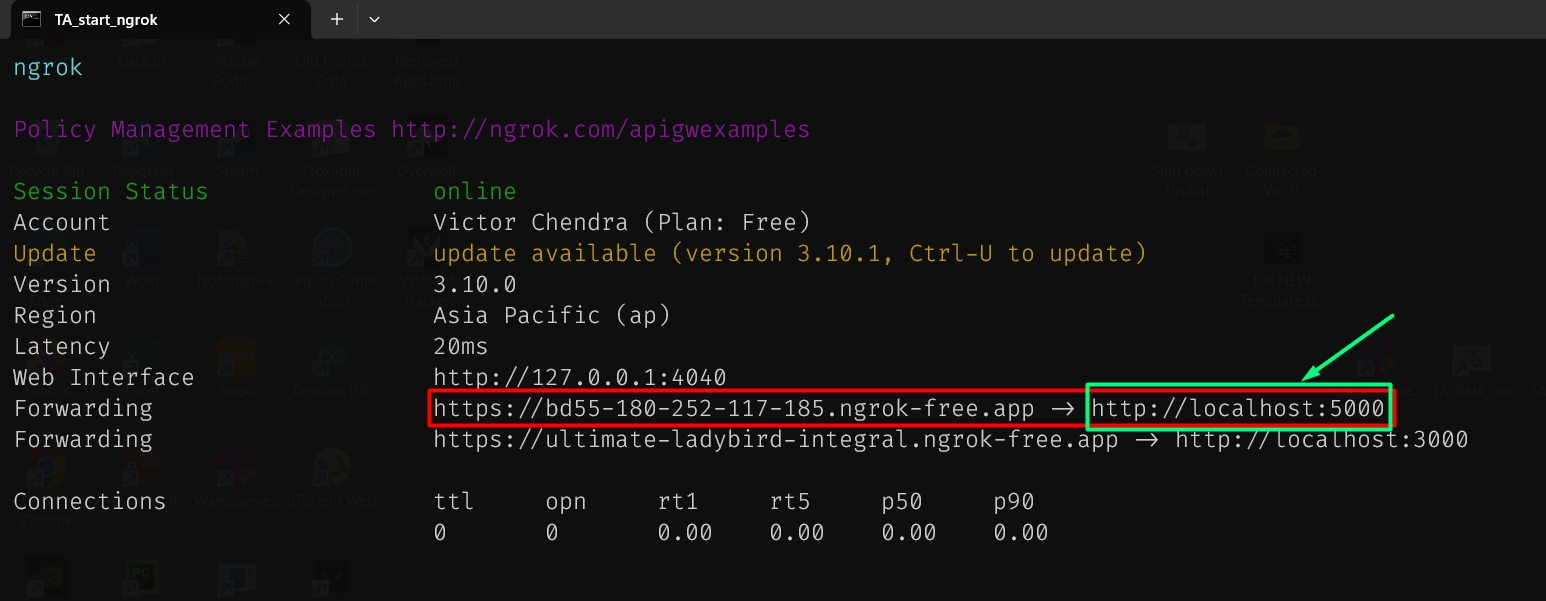 TA_start_ngrok
ngrok
Policy Management Examples http://ngrok.com/apigwexamples
Session Status online
Account Victor Chendra (Plan: Free)
Update update available (version 3.10.1, Ctrl-U to update)
Version 3.10.0
Region Asia Pacific (ap)
Latency 20ms
Web Interface http://127.0.0.1:4040
Forwarding https://bd55-180-252-117-185.ngrok-free.app → http://localhost:5000
Forwarding https://ultimate-ladybird-integral.ngrok-free.app → http://localhost:3000
Connections ttl opn rt1 rt5 p50 p90
0 0 0.00 0.00 0.00 0.00